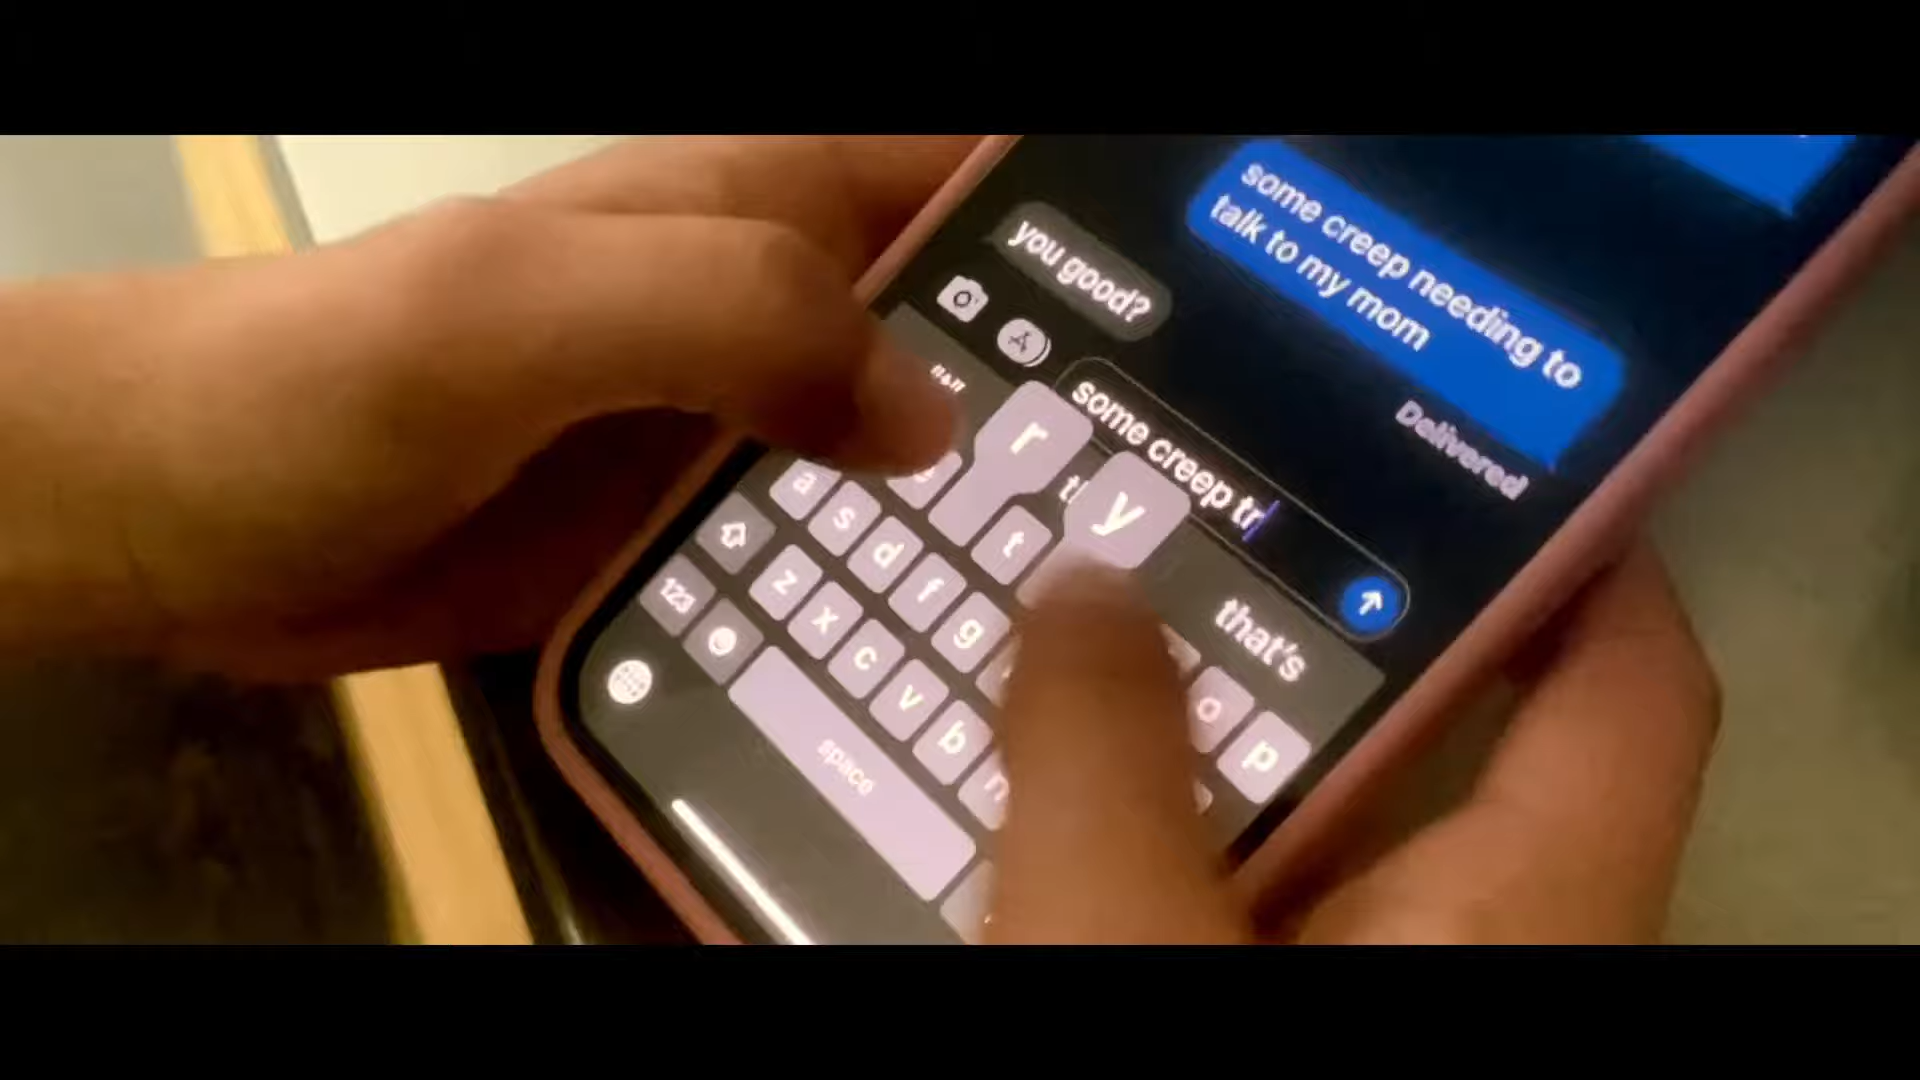 some creep needing to
talk to my mom
Delivered
you good?
some creep tr
"t"
that's
r
y
t
o
p
a
s
d
f
g
z
x
c
v
b
n
123
space